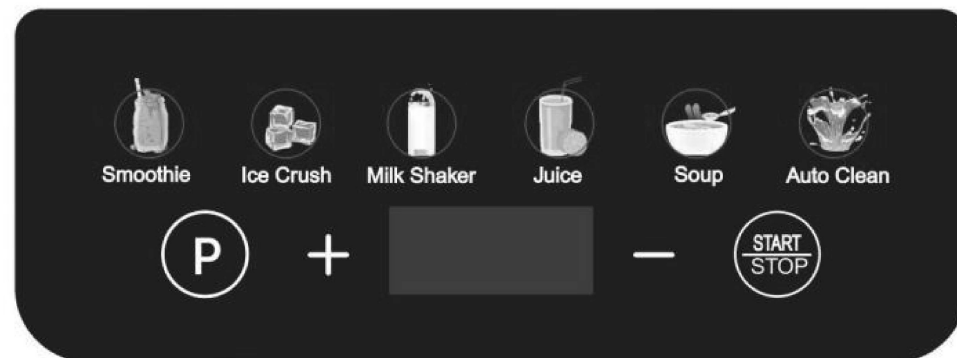 Smoothie Ice Crush Milk Shaker Juice Soup Auto Clean
P + − START
STOP